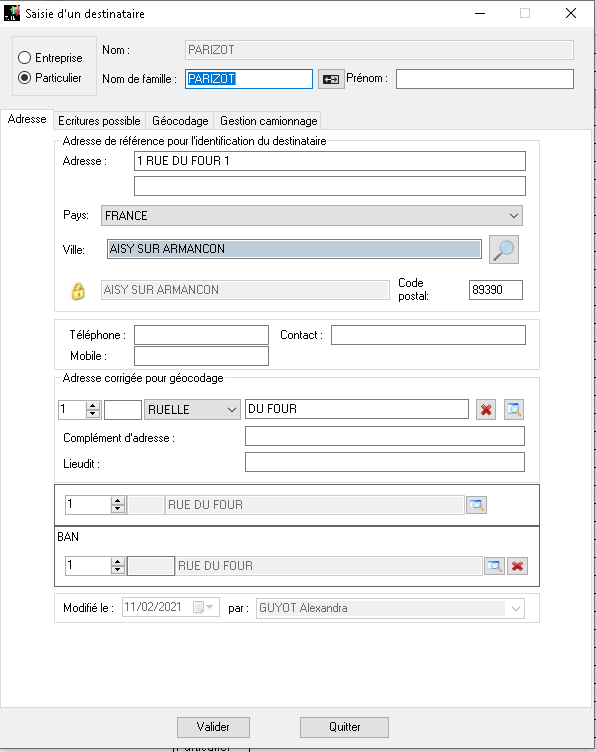 Saisie d'un destinataire
Entreprise
Particulier
Nom :
PARIZOT
Nom de famille :
PARIZOT
Prénom :
Adresse
Ecritures possible
Géocodage
Gestion camionnage
Adresse de référence pour l'identification du destinataire
Adresse :
1 RUE DU FOUR 1
Pays:
FRANCE
Ville:
AISY SUR ARMANCON
AISY SUR ARMANCON
Code
postal:
89390
Téléphone :
Contact :
Mobile :
Adresse corrigée pour géocodage
1
RUELLE
DU FOUR
Complément d'adresse :
Lieudit :
1
RUE DU FOUR
BAN
1
RUE DU FOUR
Modifié le :
11/02/2021
par :
GUYOT Alexandra
Valider
Quitter